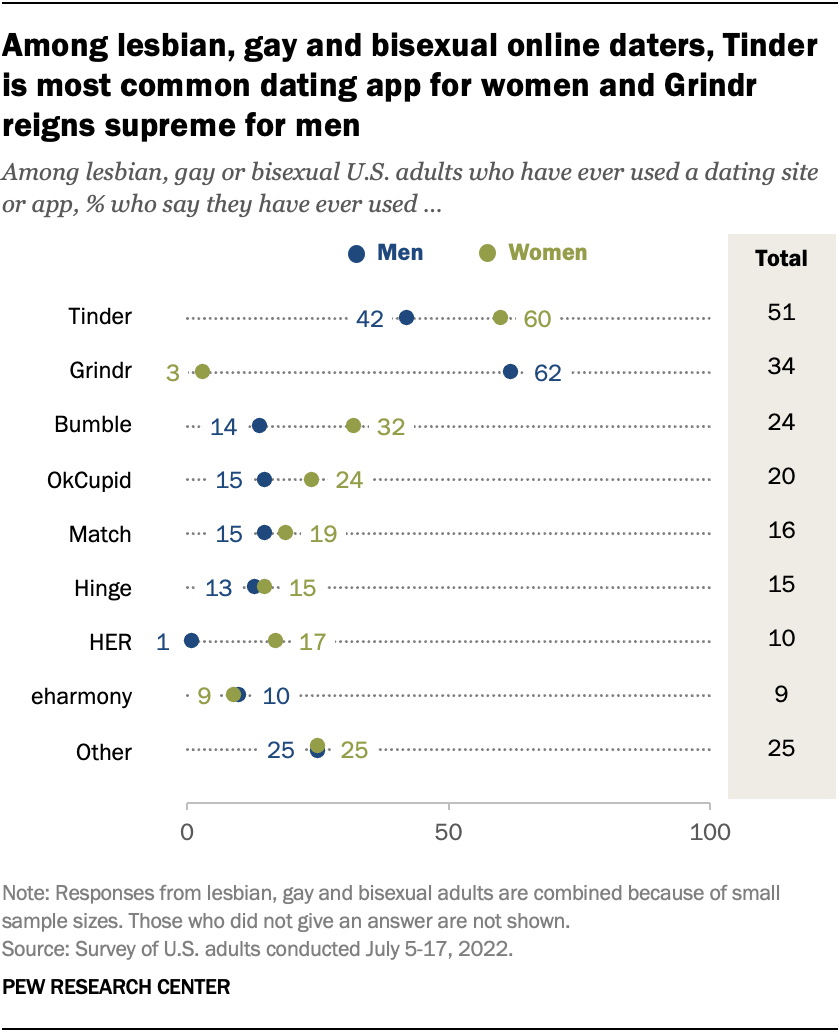 Among lesbian, gay and bisexual online daters, Tinder
is most common dating app for women and Grindr
reigns supreme for men
Among lesbian, gay or bisexual U.S. adults who have ever used a dating site
or app, % who say they have ever used ...
Men Women Total
Tinder 42 60 51
Grindr 3 62 34
Bumble 14 32 24
OkCupid 15 24 20
Match 15 19 16
Hinge 13 15 15
HER 1 17 10
eharmony 9 10 9
Other 25 25 25
0 50 100
Note: Responses from lesbian, gay and bisexual adults are combined because of small
sample sizes. Those who did not give an answer are not shown.
Source: Survey of U.S. adults conducted July 5-17, 2022.
PEW RESEARCH CENTER